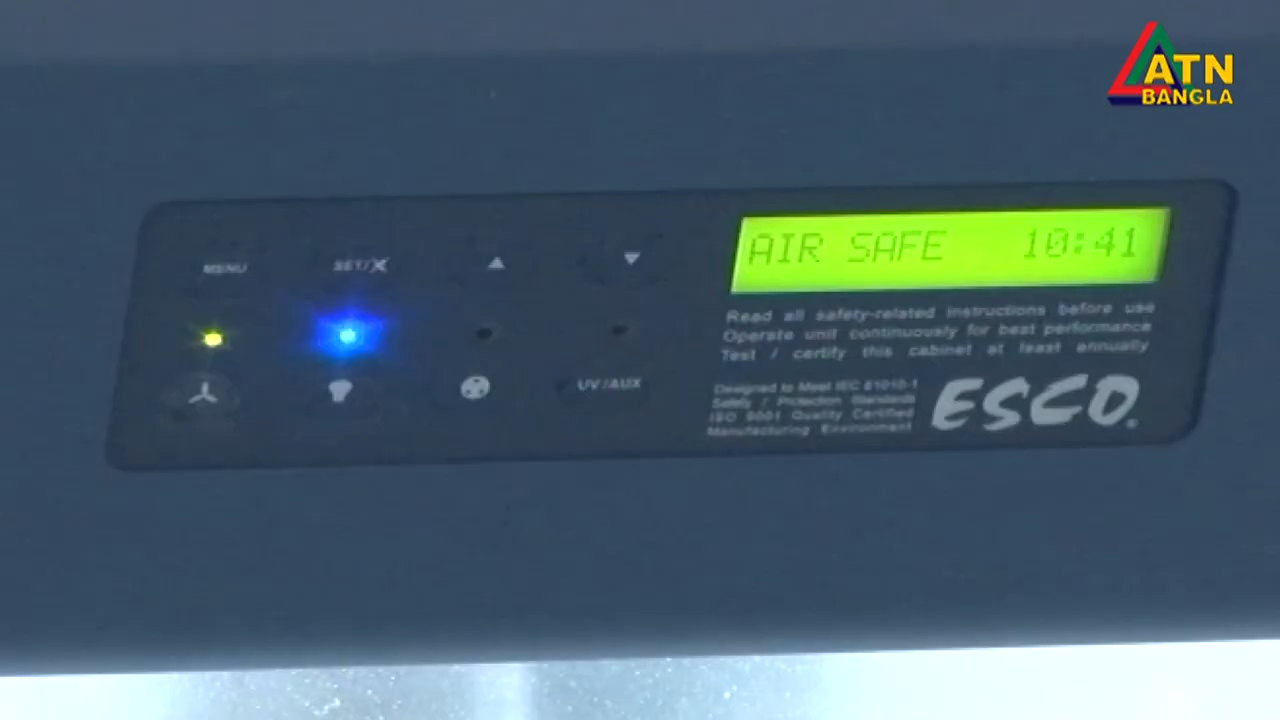 ATN
BANGLA
AIR SAFE 10:41
MENU
SET/X
Read all safety-related instructions before use
Operate unit continuously for best performance
Test / certify this cabinet at least annually
UV/AUX
Designed to Meet IEC 61010-1
Safety / Protection Standards
ISO 9001 Quality Certified
Manufacturing Environment
ESCO®